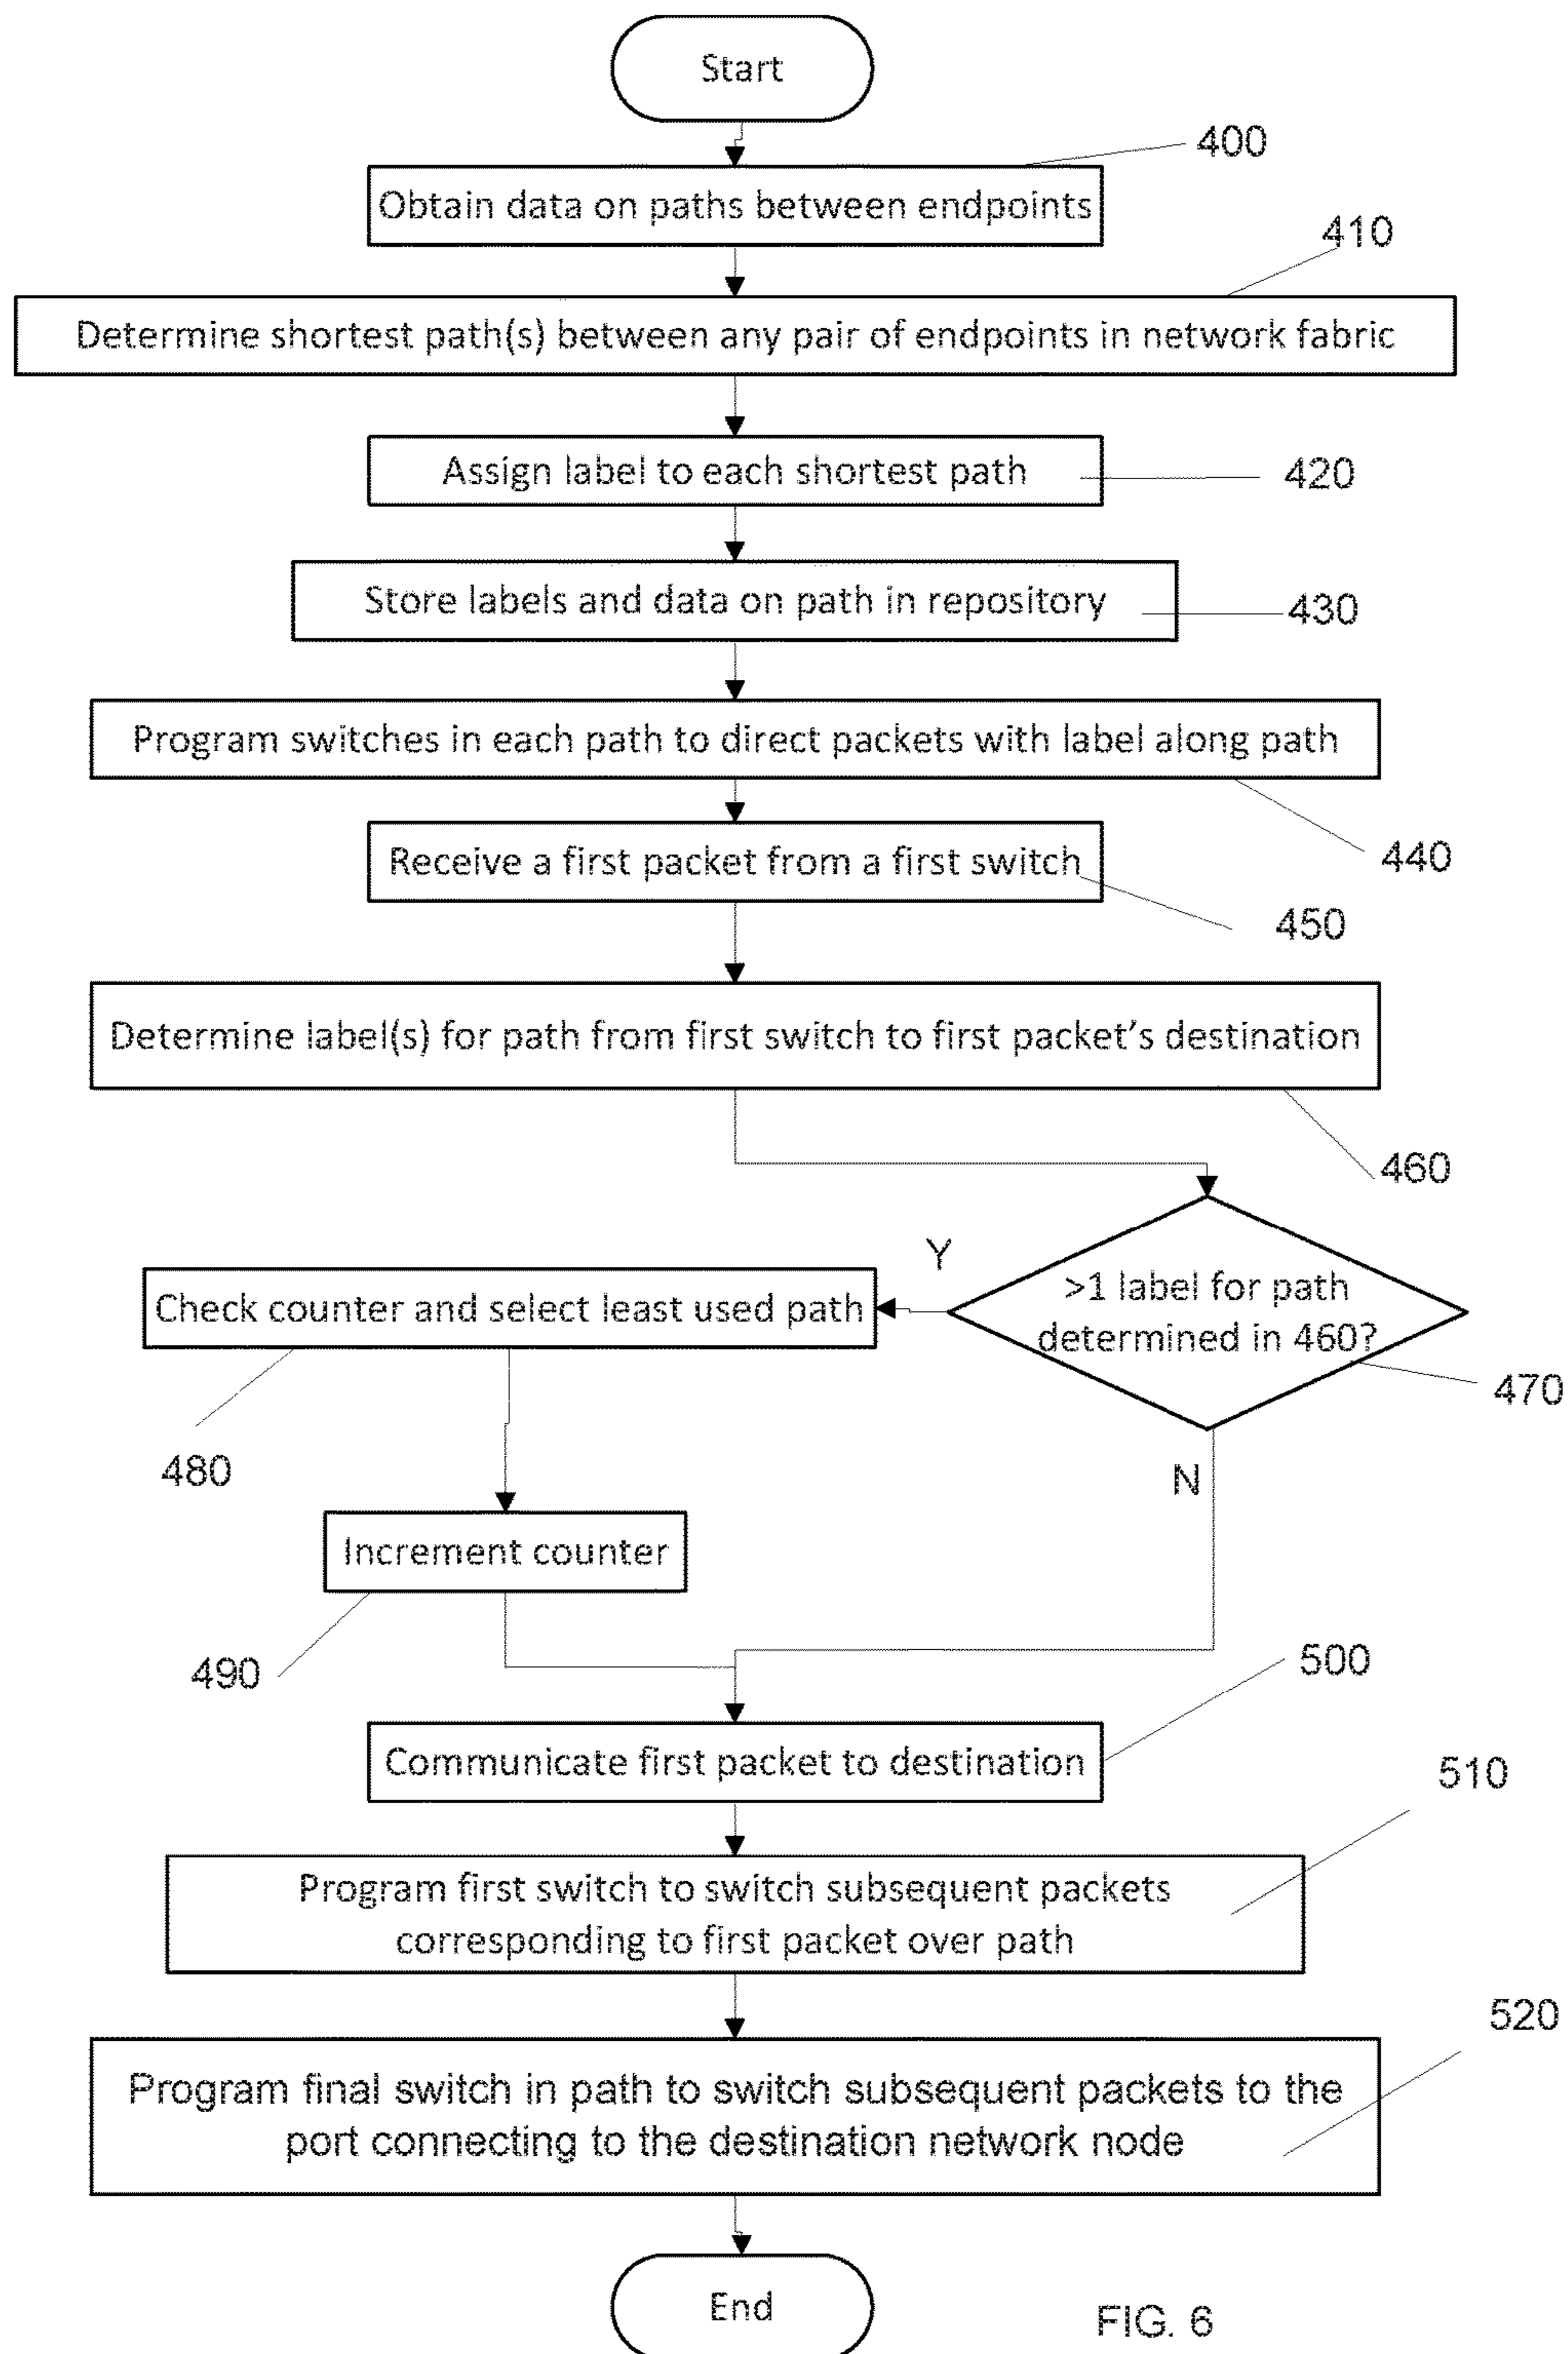 Start
400
Obtain data on paths between endpoints
410
Determine shortest path(s) between any pair of endpoints in network fabric
Assign label to each shortest path
420
Store labels and data on path in repository
430
Program switches in each path to direct packets with label along path
440
Receive a first packet from a first switch
450
Determine label(s) for path from first switch to first packet's destination
460
Y
>1 label for path
determined in 460?
470
Check counter and select least used path
480
N
Increment counter
490
500
Communicate first packet to destination
510
Program first switch to switch subsequent packets
corresponding to first packet over path
520
Program final switch in path to switch subsequent packets to the
port connecting to the destination network node
End
FIG. 6